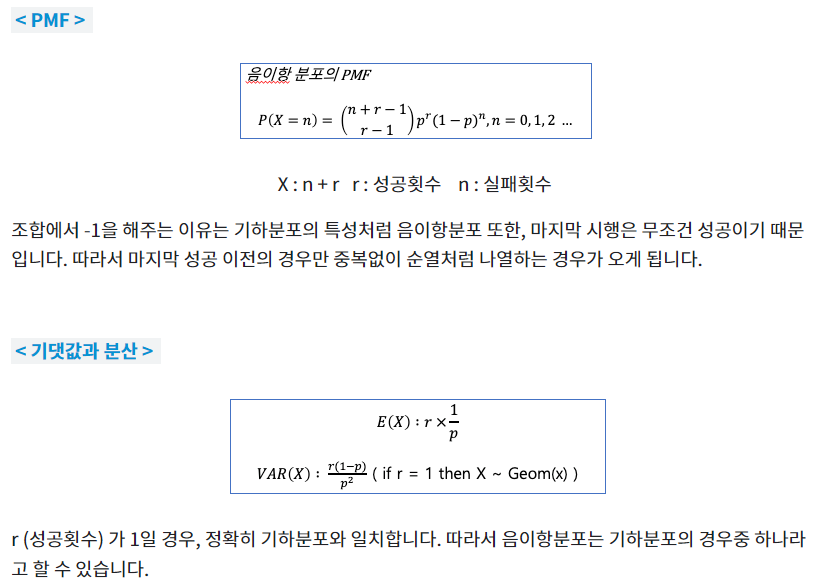 < PMF >
음이항 분포의 PMF
P(X = n) = (n + r − 1 r − 1) p^r (1 − p)^n, n = 0, 1, 2 ...
X : n + r r : 성공횟수 n : 실패횟수
조합에서 -1을 해주는 이유는 기하분포의 특성처럼 음이항분포 또한, 마지막 시행은 무조건 성공이기 때문
입니다. 따라서 마지막 성공 이전의 경우만 중복없이 순열처럼 나열하는 경우가 오게 됩니다.
< 기댓값과 분산 >
E(X) : r × 1/p
VAR(X) : r(1−p)/p² ( if r = 1 then X ~ Geom(x) )
r (성공횟수) 가 1일 경우, 정확히 기하분포와 일치합니다. 따라서 음이항분포는 기하분포의 경우중 하나라
고 할 수 있습니다.